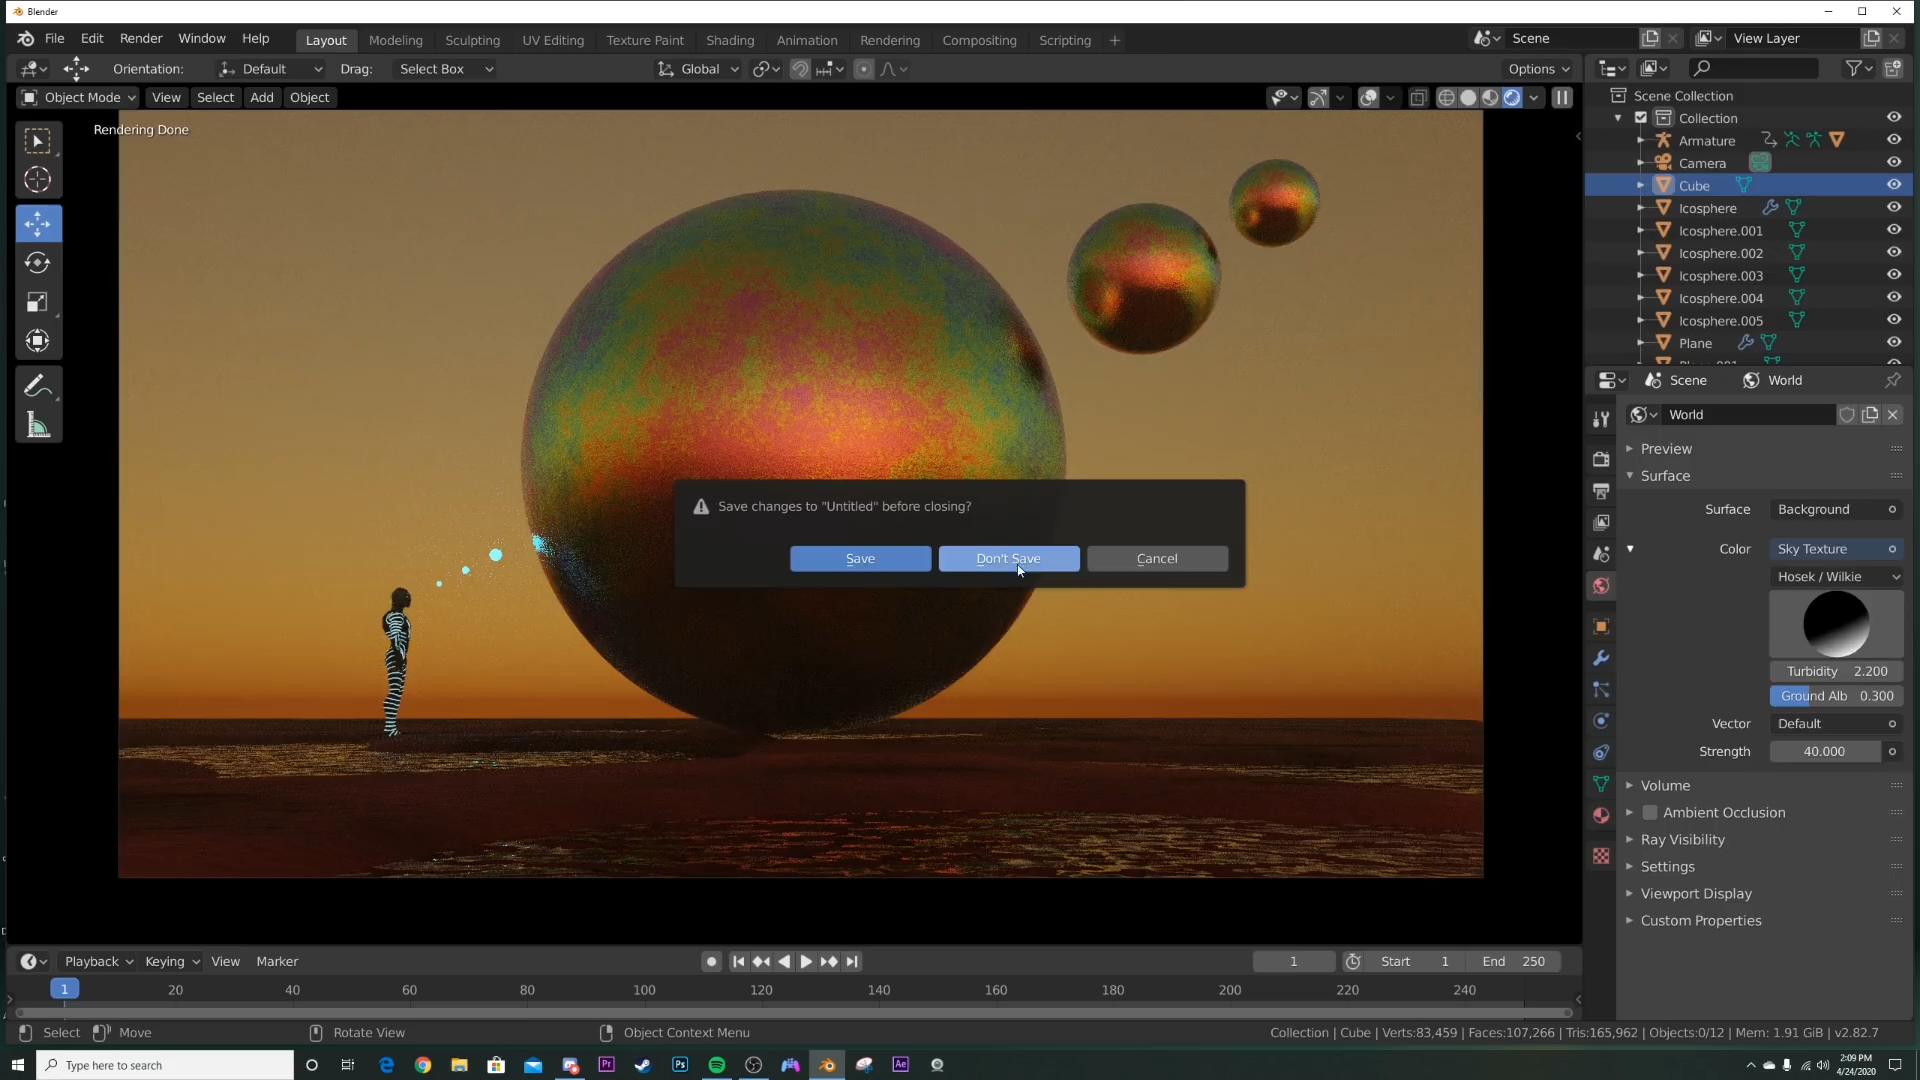 Blender
File Edit Render Window Help Layout Modeling Sculpting UV Editing Texture Paint Shading Animation Rendering Compositing Scripting + Scene View Layer
Orientation: Default Drag: Select Box Global Options
Object Mode View Select Add Object
Rendering Done
Scene Collection
Collection
Armature
Camera
Cube
Icosphere
Icosphere.001
Icosphere.002
Icosphere.003
Icosphere.004
Icosphere.005
Plane
Scene World
World
Preview
Surface
Surface Background
Color Sky Texture
Hosek / Wilkie
Turbidity 2.200
Ground Alb 0.300
Vector Default
Strength 40.000
Volume
Ambient Occlusion
Ray Visibility
Settings
Viewport Display
Custom Properties
Save changes to "Untitled" before closing?
Save Don't Save Cancel
Playback Keying View Marker 1 Start 1 End 250
1 20 40 60 80 100 120 140 160 180 200 220 240
Select Move Rotate View Object Context Menu Collection | Cube | Verts:83,459 | Faces:107,266 | Tris:165,962 | Objects:0/12 | Mem: 1.91 GiB | v2.82.7
Type here to search Pr Ps Ae
2:09 PM
4/24/2020